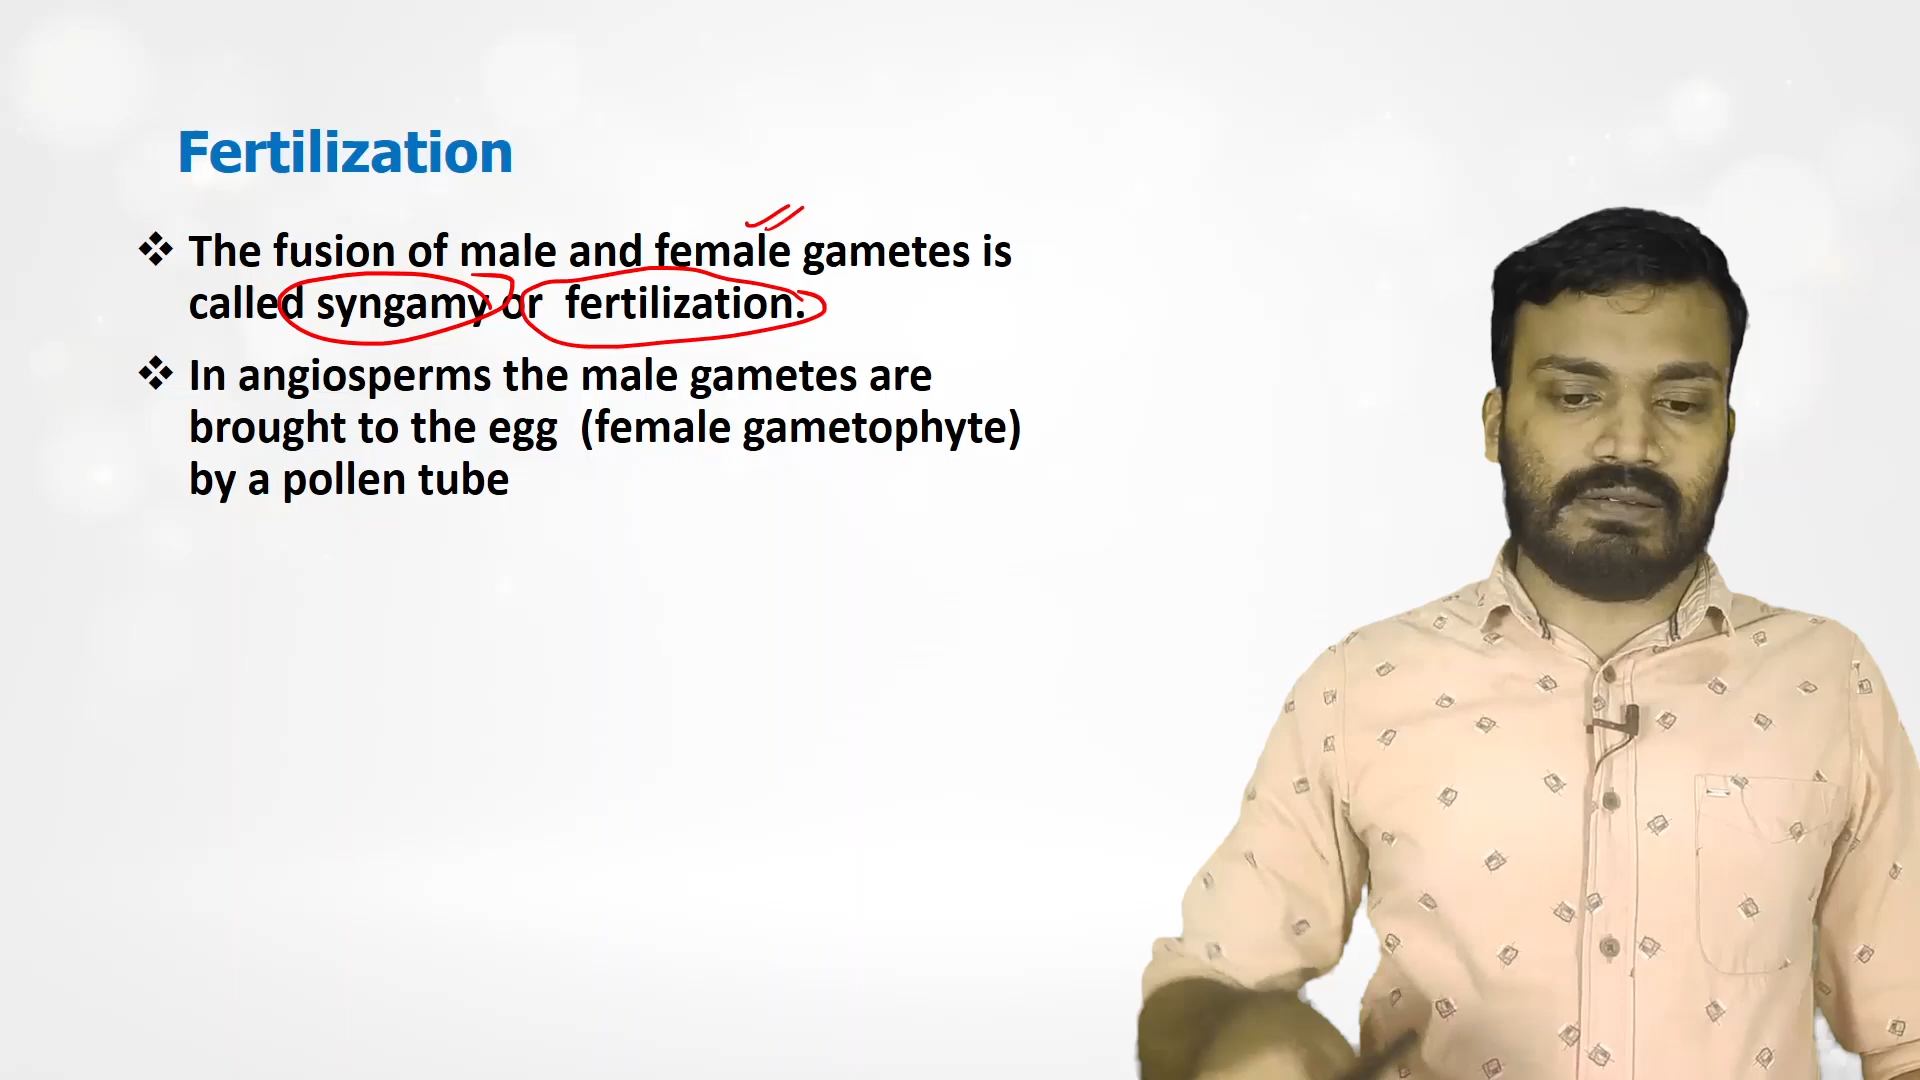 Fertilization
❖ The fusion of male and female gametes is
called syngamy or fertilization.
❖ In angiosperms the male gametes are
brought to the egg (female gametophyte)
by a pollen tube